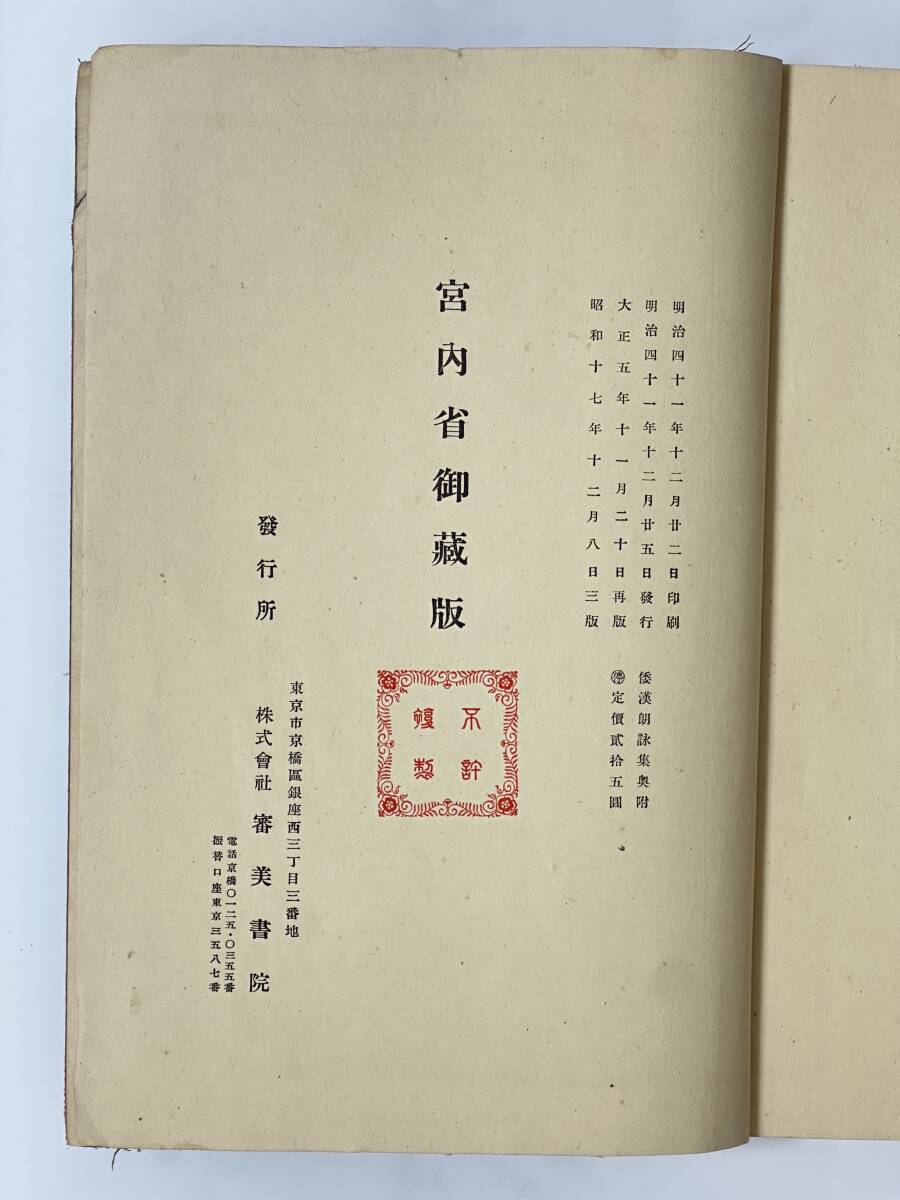 明治四十一年十二月廿二日印刷
明治四十一年十二月廿五日發行
大正五年十一月二十日再版
昭和十七年十二月八日三版
倭漢朗詠集奧附
㊡定價貳拾五圓
宮內省御藏版
不許
複製
發行所
東京市京橋區銀座西三丁目三番地
株式會社 審美書院
電話京橋〇一二五・〇三五五番
振替口座東京三五八七番